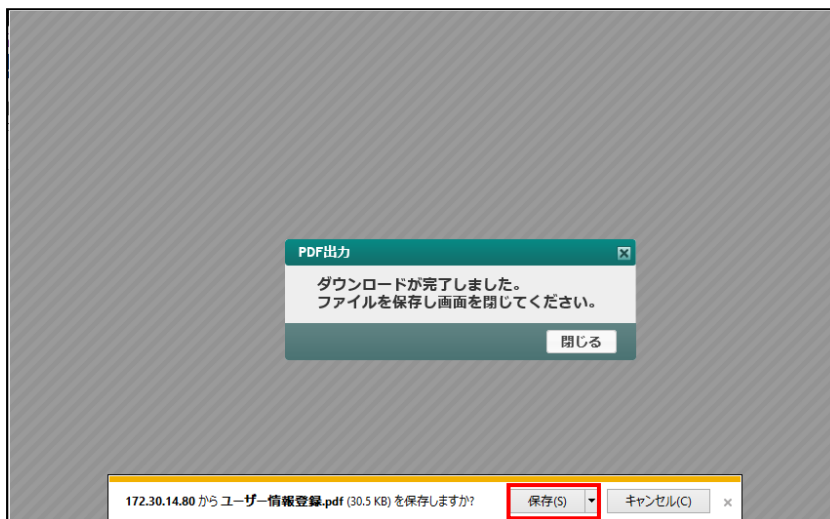 PDF出力
ダウンロードが完了しました。
ファイルを保存し画面を閉じてください。
閉じる
172.30.14.80 から ユーザー情報登録.pdf (30.5 KB) を保存しますか? 保存(S) キャンセル(C)